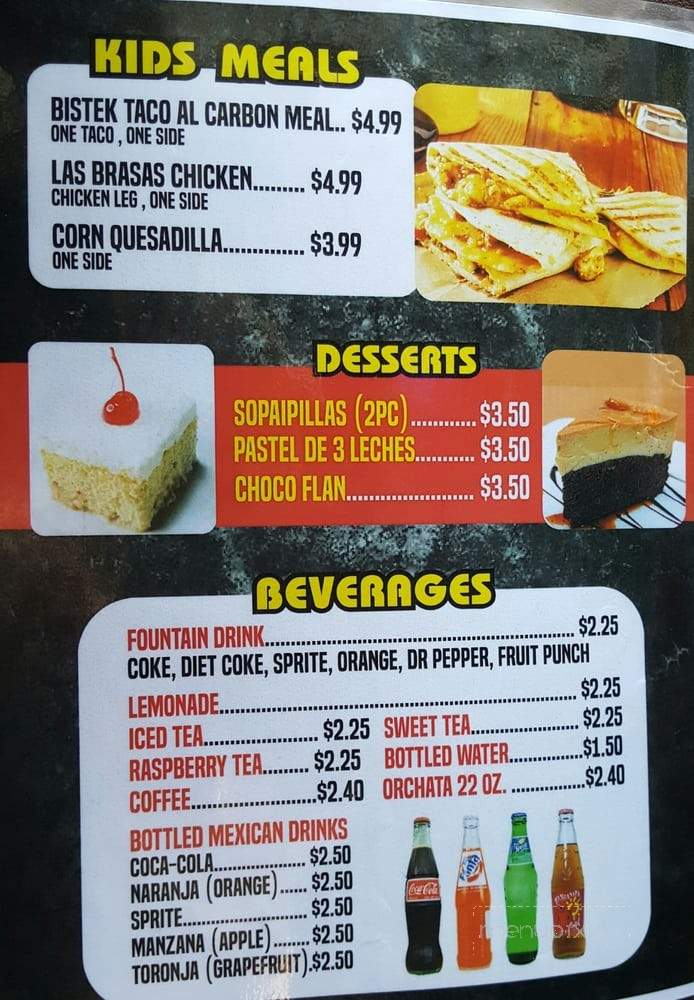 KIDS MEALS
BISTEK TACO AL CARBON MEAL.. $4.99
ONE TACO , ONE SIDE
LAS BRASAS CHICKEN......... $4.99
CHICKEN LEG , ONE SIDE
CORN QUESADILLA.............. $3.99
ONE SIDE
DESSERTS
SOPAIPILLAS (2PC)............ $3.50
PASTEL DE 3 LECHES........... $3.50
CHOCO FLAN........................ $3.50
BEVERAGES
FOUNTAIN DRINK............................................................ $2.25
COKE, DIET COKE, SPRITE, ORANGE, DR PEPPER, FRUIT PUNCH
LEMONADE..................................................................... $2.25
ICED TEA...................... $2.25 SWEET TEA..................... $2.25
RASPBERRY TEA......... $2.25 BOTTLED WATER..............$1.50
COFFEE........................$2.40 ORCHATA 22 OZ. ..............$2.40
BOTTLED MEXICAN DRINKS
COCA-COLA.................. $2.50
NARANJA (ORANGE)...... $2.50
SPRITE......................... $2.50
MANZANA (APPLE)........ $2.50
TORONJA (GRAPEFRUIT).$2.50
Coca-Cola
Fanta
Sprite
menupix